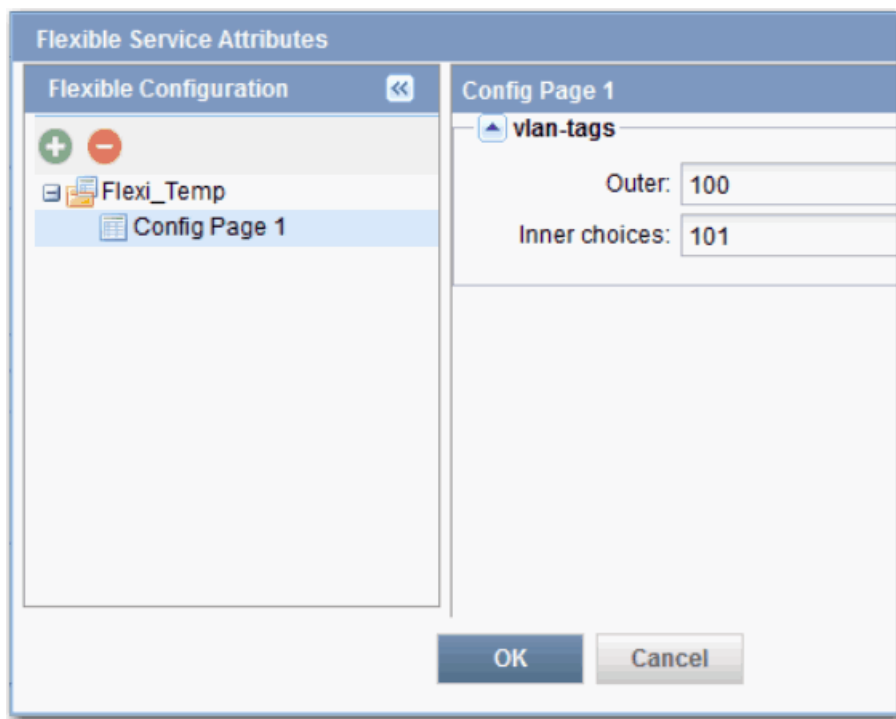 Flexible Service Attributes
Flexible Configuration
Flexi_Temp
Config Page 1
Config Page 1
vlan-tags
Outer: 100
Inner choices: 101
OK
Cancel